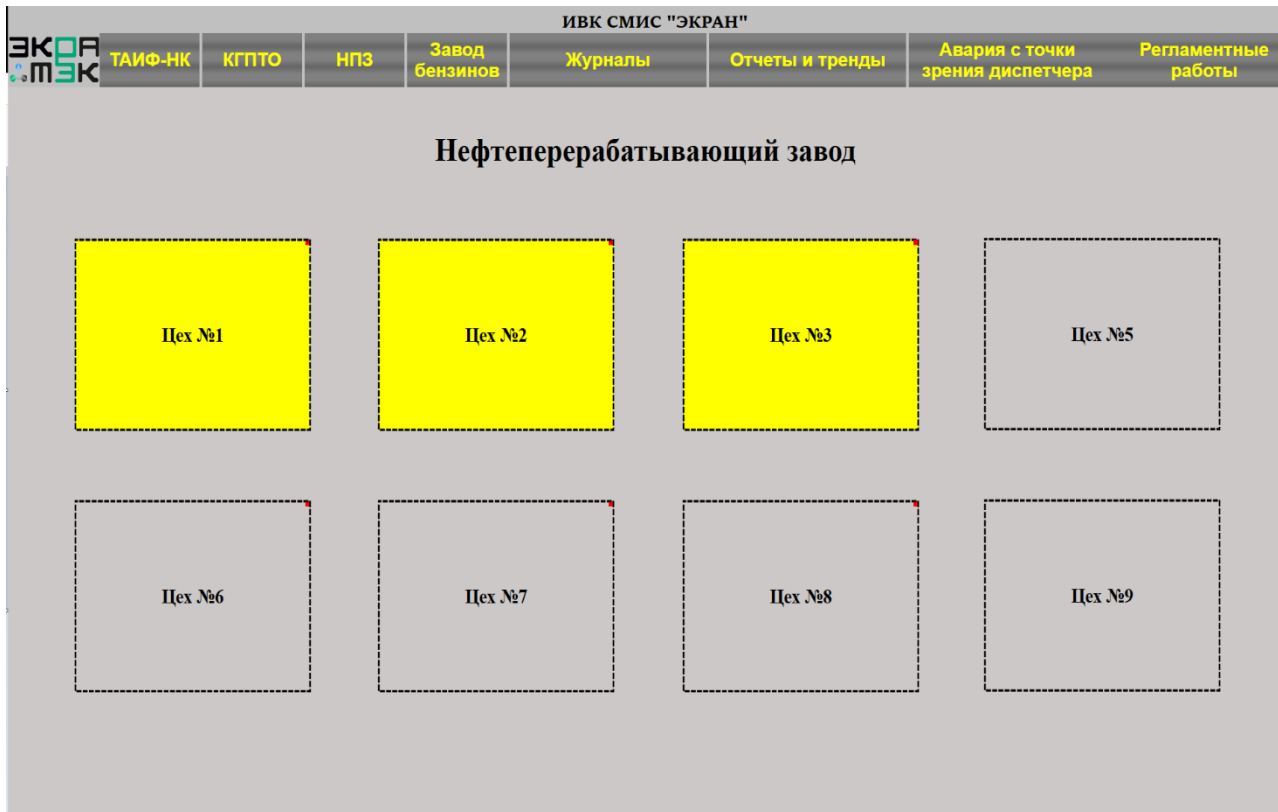 ИВК СМИС "ЭКРАН"
ЭКРА
ТЭК
ТАИФ-НК
КГПТО
НПЗ
Завод
бензинов
Журналы
Отчеты и тренды
Авария с точки
зрения диспетчера
Регламентные
работы
Нефтеперерабатывающий завод
Цех №1
Цех №2
Цех №3
Цех №5
Цех №6
Цех №7
Цех №8
Цех №9